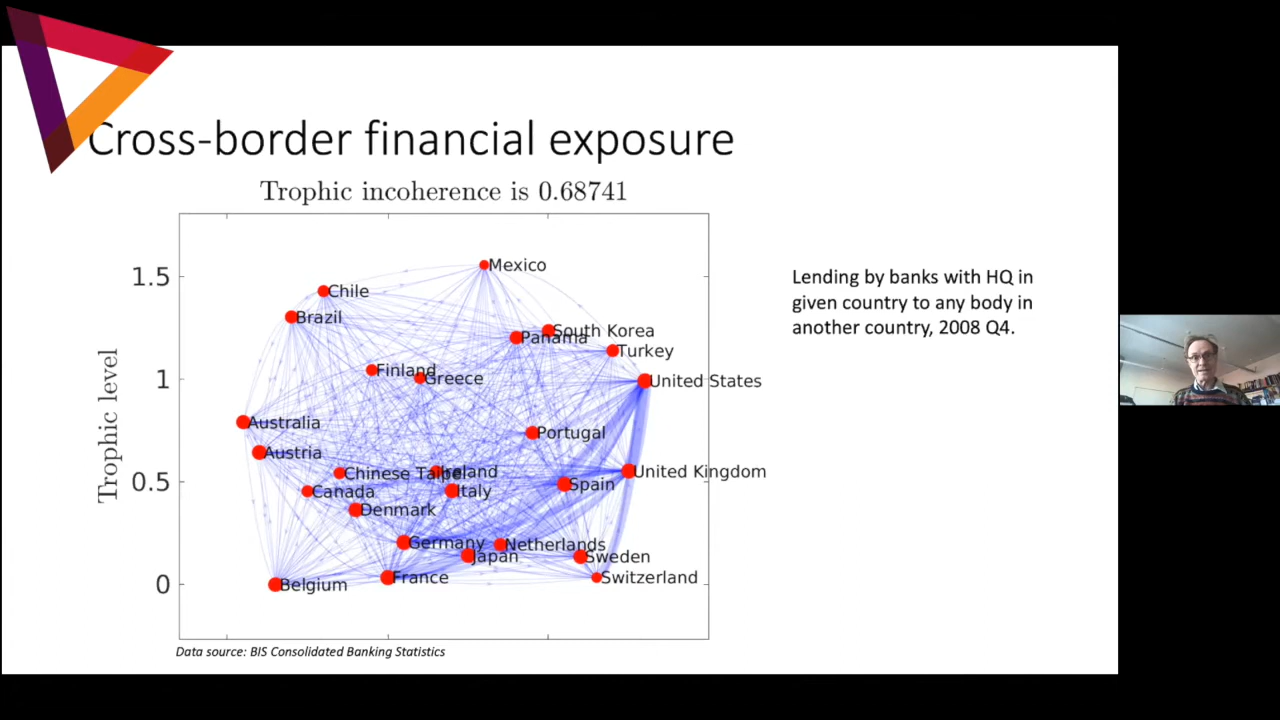 Cross-border financial exposure
Trophic incoherence is 0.68741
Trophic level
1.5
1
0.5
0
Mexico
Chile
Brazil
South Korea
Panama
Turkey
Finland
Greece
United States
Australia
Portugal
Austria
Chinese Taipei
Ireland
United Kingdom
Canada
Italy
Spain
Denmark
Germany
Netherlands
Japan
Sweden
Belgium
France
Switzerland
Lending by banks with HQ in
given country to any body in
another country, 2008 Q4.
Data source: BIS Consolidated Banking Statistics